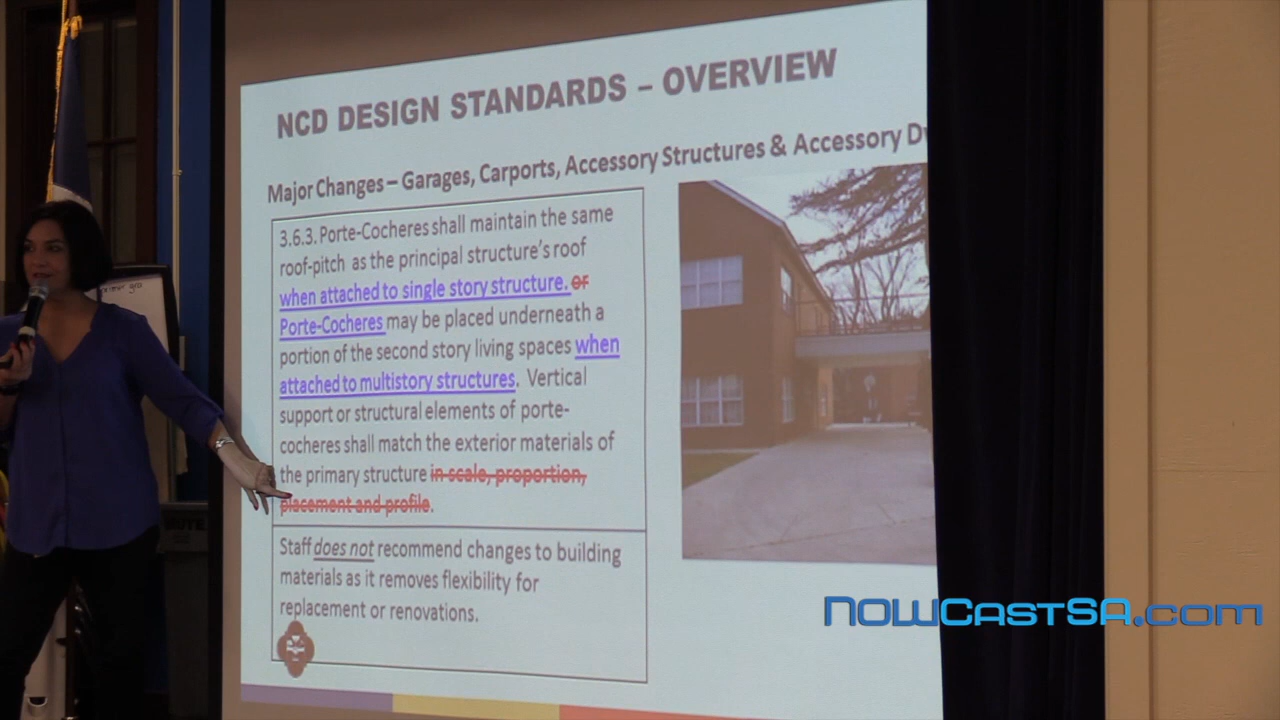 NCD DESIGN STANDARDS – OVERVIEW
Major Changes – Garages, Carports, Accessory Structures & Accessory
3.6.3. Porte-Cocheres shall maintain the same
roof-pitch as the principal structure's roof
when attached to single story structure. or
Porte-Cocheres may be placed underneath a
portion of the second story living spaces when
attached to multistory structures. Vertical
support or structural elements of porte-
cocheres shall match the exterior materials of
the primary structure in scale, proportion,
placement and profile.
Staff does not recommend changes to building
materials as it removes flexibility for
replacement or renovations.
VOTE
NOWCastSA.com